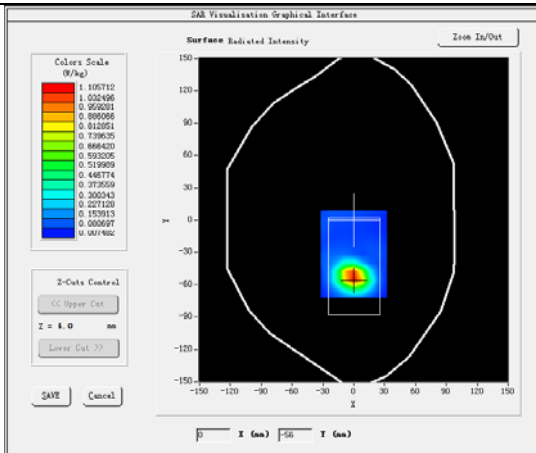 SAR Visualisation Graphical Interface
Surface Radiated Intensity
Zoom In/Out
Colors Scale
(W/kg)
1.105712
1.032496
0.959281
0.886066
0.812851
0.739635
0.666420
0.593205
0.519989
0.446774
0.373559
0.300343
0.227128
0.153913
0.080697
0.007482
Z-Cuts Control
<< Upper Cut
Z = 4.0 mm
Lower Cut >>
SAVE
Cancel
150
120
90
60
30
0
-30
-60
-90
-120
-150
Y
-150 -120 -90 -60 -30 0 30 60 90 120 150
X
0 X (mm) -56 Y (mm)